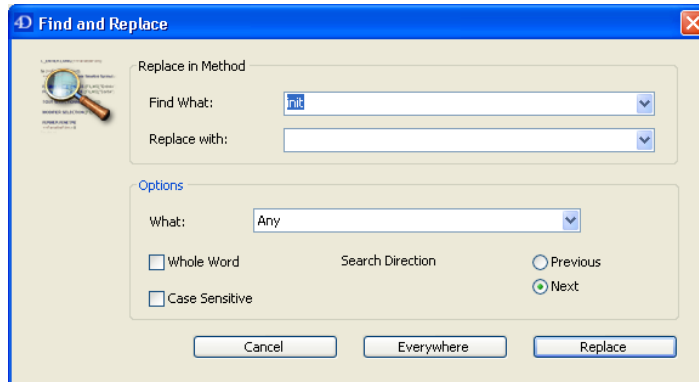 4D Find and Replace
Replace in Method
Find What:
init
Replace with:
Options
What:
Any
Whole Word
Search Direction
Previous
Next
Case Sensitive
Cancel
Everywhere
Replace